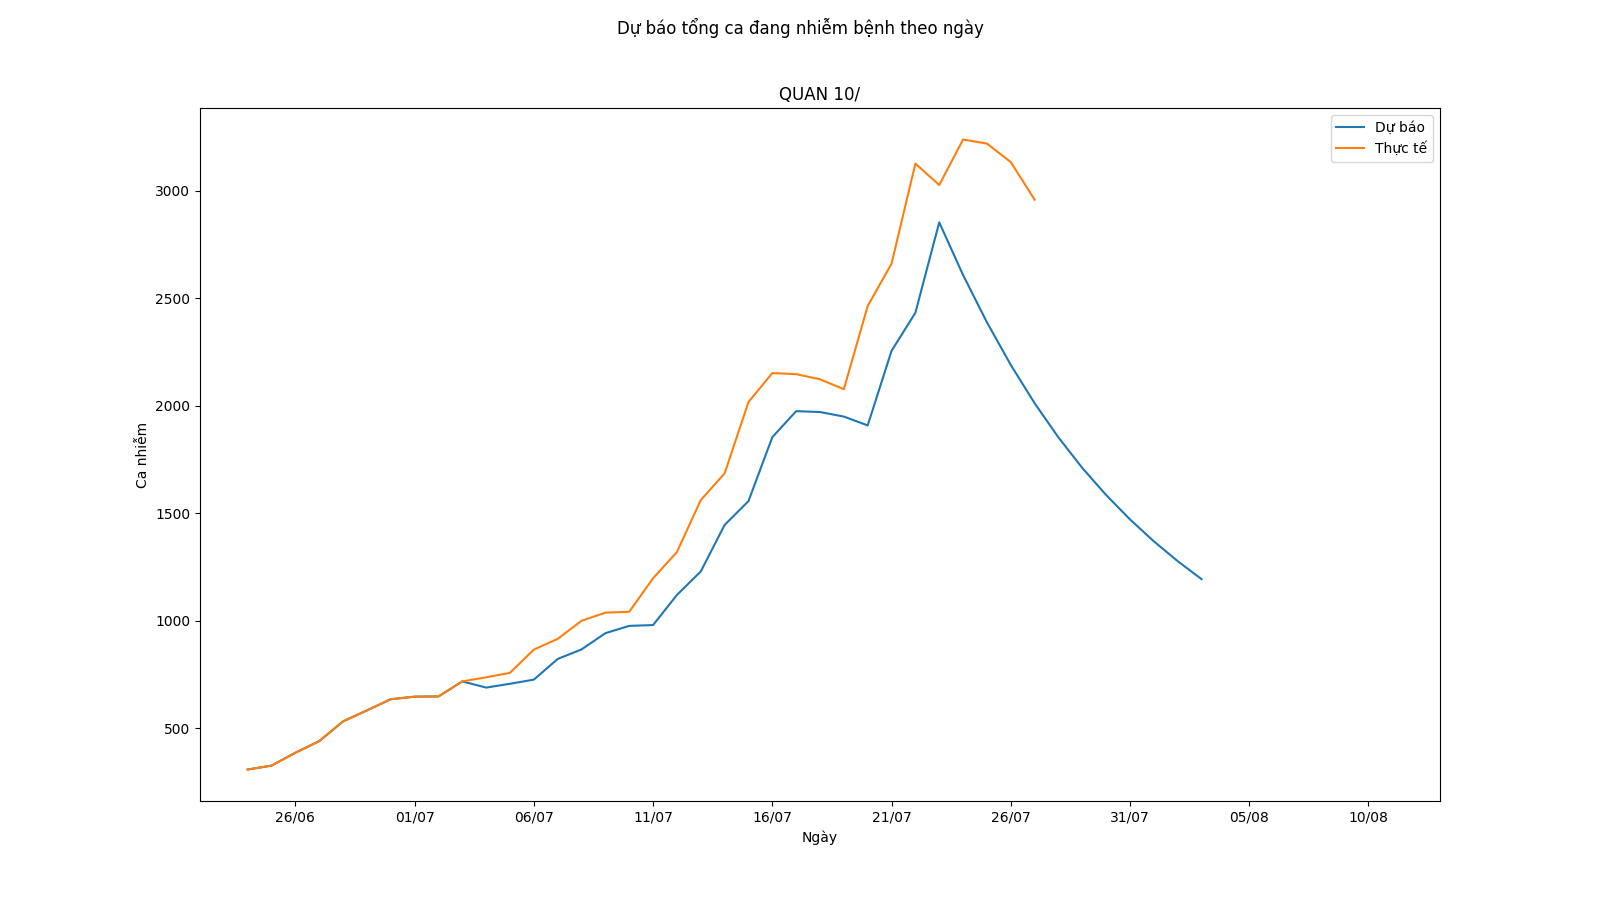 Dự báo tổng ca đang nhiễm bệnh theo ngày
QUAN 10/
Dự báo
Thực tế
3000
2500
2000
1500
1000
500
Ca nhiễm
26/06 01/07 06/07 11/07 16/07 21/07 26/07 31/07 05/08 10/08
Ngày